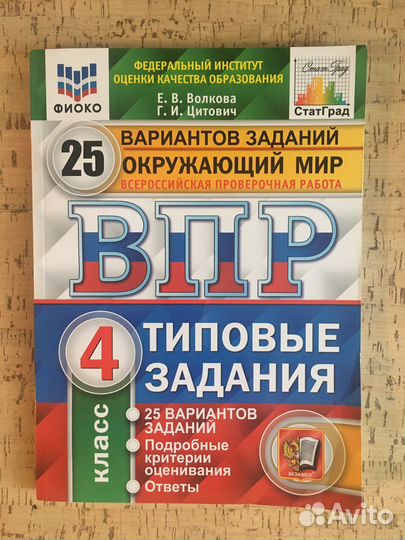 ФЕДЕРАЛЬНЫЙ ИНСТИТУТ
ОЦЕНКИ КАЧЕСТВА ОБРАЗОВАНИЯ
ФИОКО
Е. В. Волкова
Г. И. Цитович
СтатГрад
СтатГрад
25
ВАРИАНТОВ ЗАДАНИЙ
ОКРУЖАЮЩИЙ МИР
ВСЕРОССИЙСКАЯ ПРОВЕРОЧНАЯ РАБОТА
ВПР
4
класс
ТИПОВЫЕ
ЗАДАНИЯ
25 ВАРИАНТОВ
ЗАДАНИЙ
Подробные
критерии
оценивания
Ответы
ЭКЗАМЕН
Avito